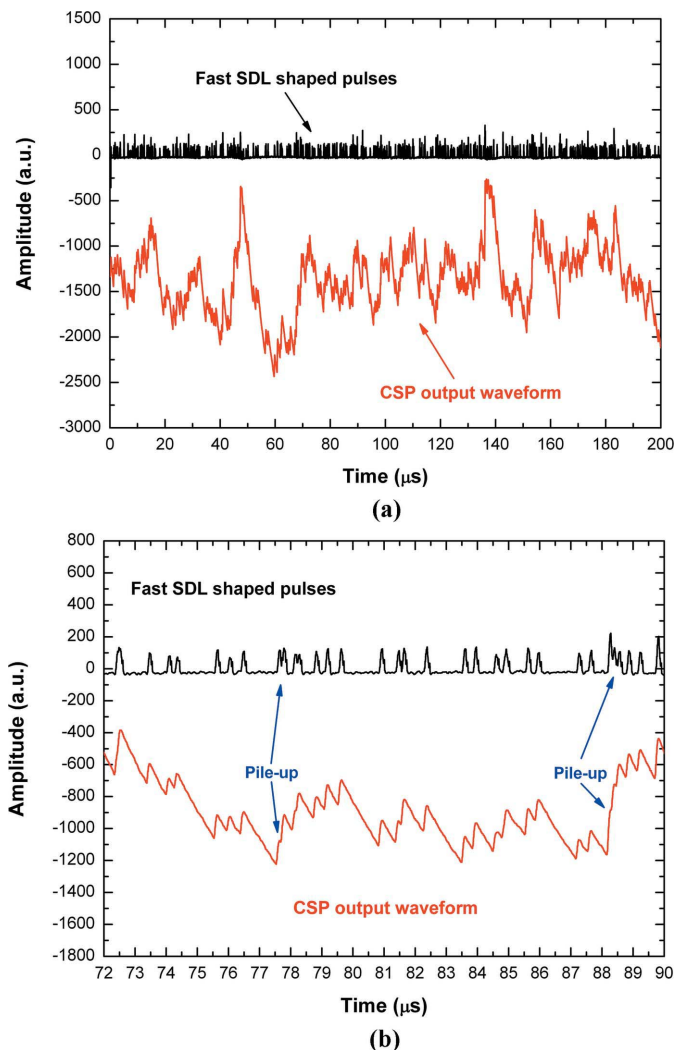 1500
1000
500
0
-500
-1000
-1500
-2000
-2500
-3000
Amplitude (a.u.)
Fast SDL shaped pulses
CSP output waveform
0 20 40 60 80 100 120 140 160 180 200
Time (μs)
(a)
800
600
400
200
0
-200
-400
-600
-800
-1000
-1200
-1400
-1600
-1800
Amplitude (a.u.)
Fast SDL shaped pulses
Pile-up
Pile-up
CSP output waveform
72 73 74 75 76 77 78 79 80 81 82 83 84 85 86 87 88 89 90
Time (μs)
(b)